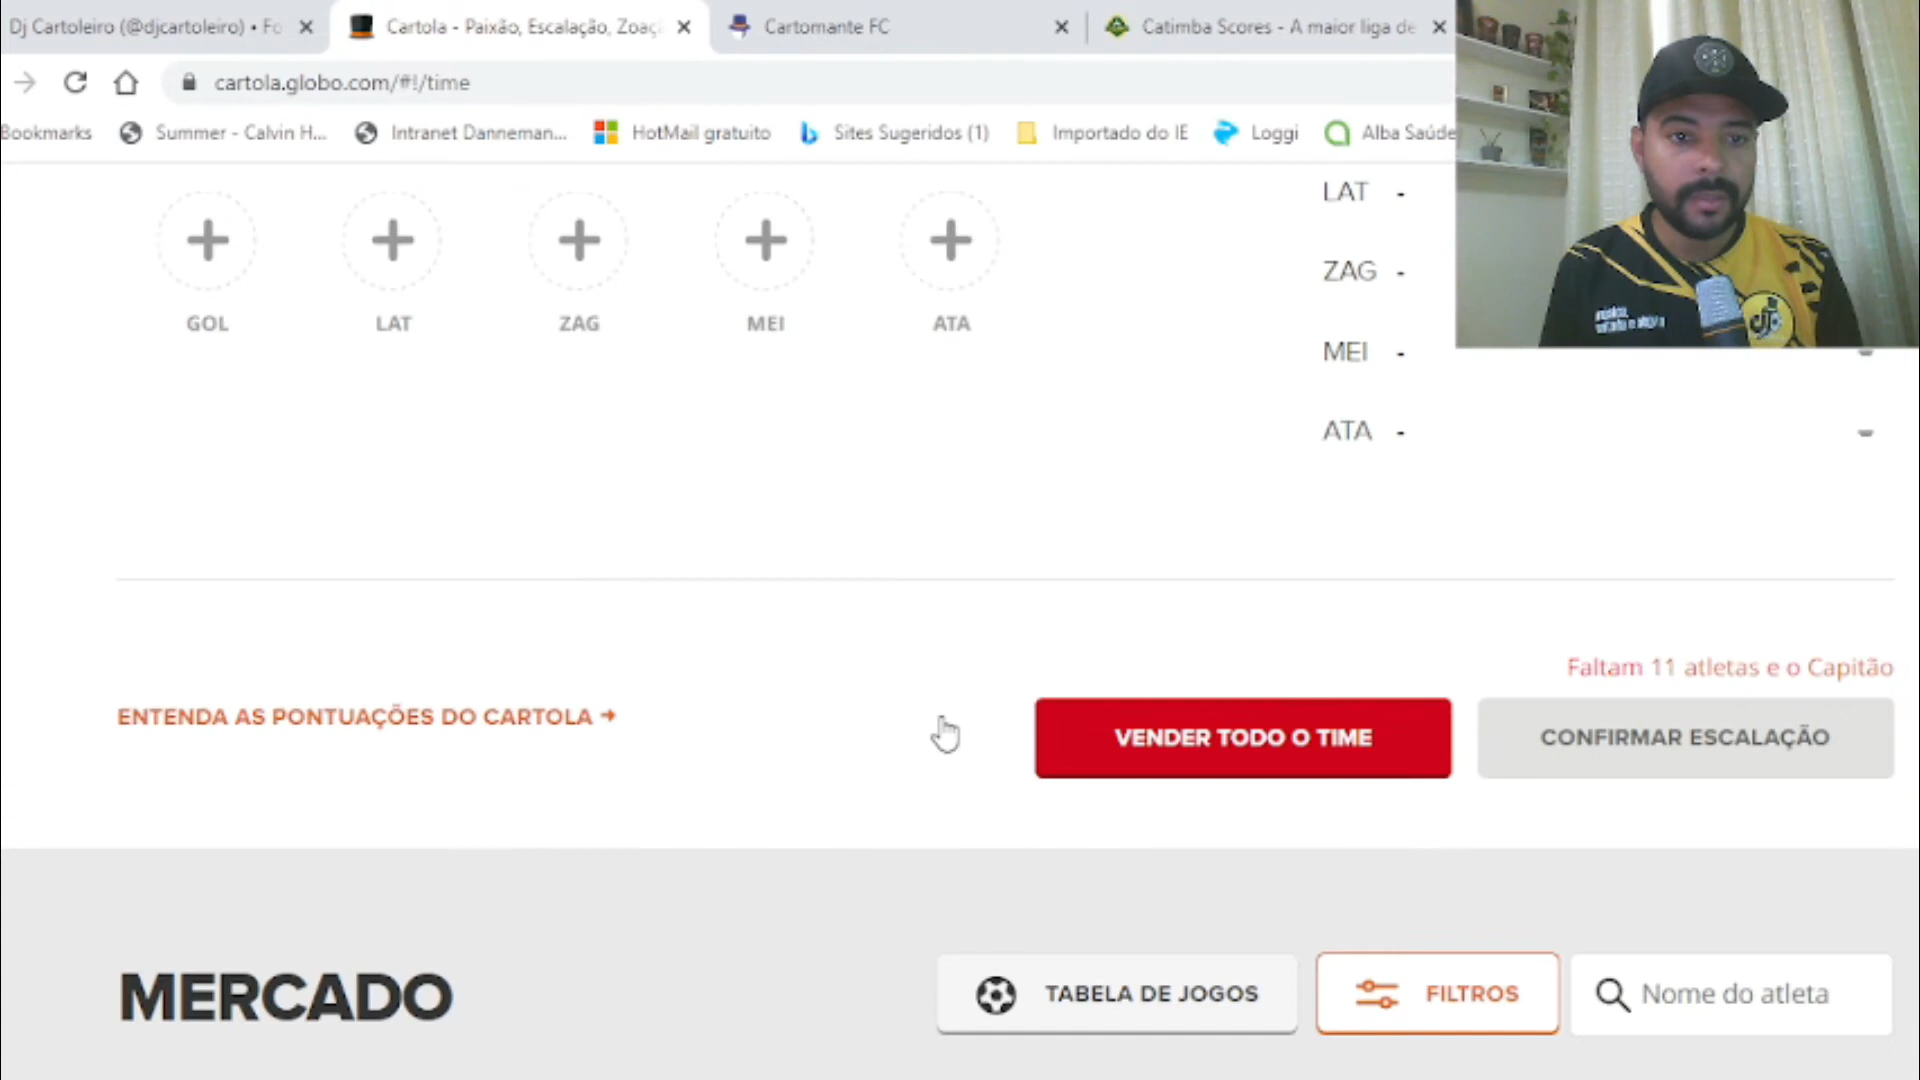 Dj Cartoleiro (@djcartoleiro) • Fo
Cartola - Paixão, Escalação, Zoaç
Cartomante FC
Catimba Scores - A maior liga de
cartola.globo.com/#!/time
Bookmarks
Summer - Calvin H...
Intranet Danneman...
HotMail gratuito
Sites Sugeridos (1)
Importado do IE
Loggi
Alba Saúde
GOL
LAT
ZAG
MEI
ATA
LAT -
ZAG -
MEI -
ATA -
Faltam 11 atletas e o Capitão
ENTENDA AS PONTUAÇÕES DO CARTOLA
VENDER TODO O TIME
CONFIRMAR ESCALAÇÃO
MERCADO
TABELA DE JOGOS
FILTROS
Nome do atleta